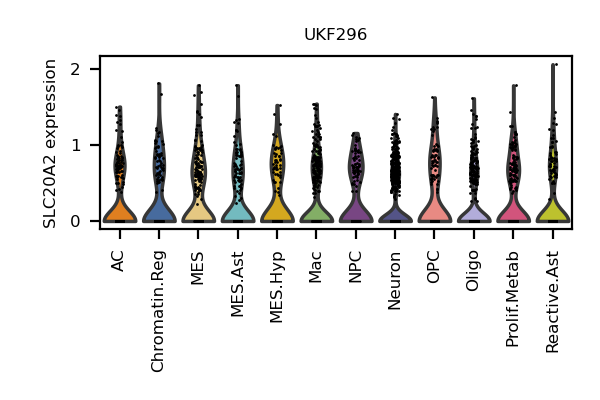 UKF296
SLC20A2 expression
2
1
0
AC
Chromatin.Reg
MES
MES.Ast
MES.Hyp
Mac
NPC
Neuron
OPC
Oligo
Prolif.Metab
Reactive.Ast